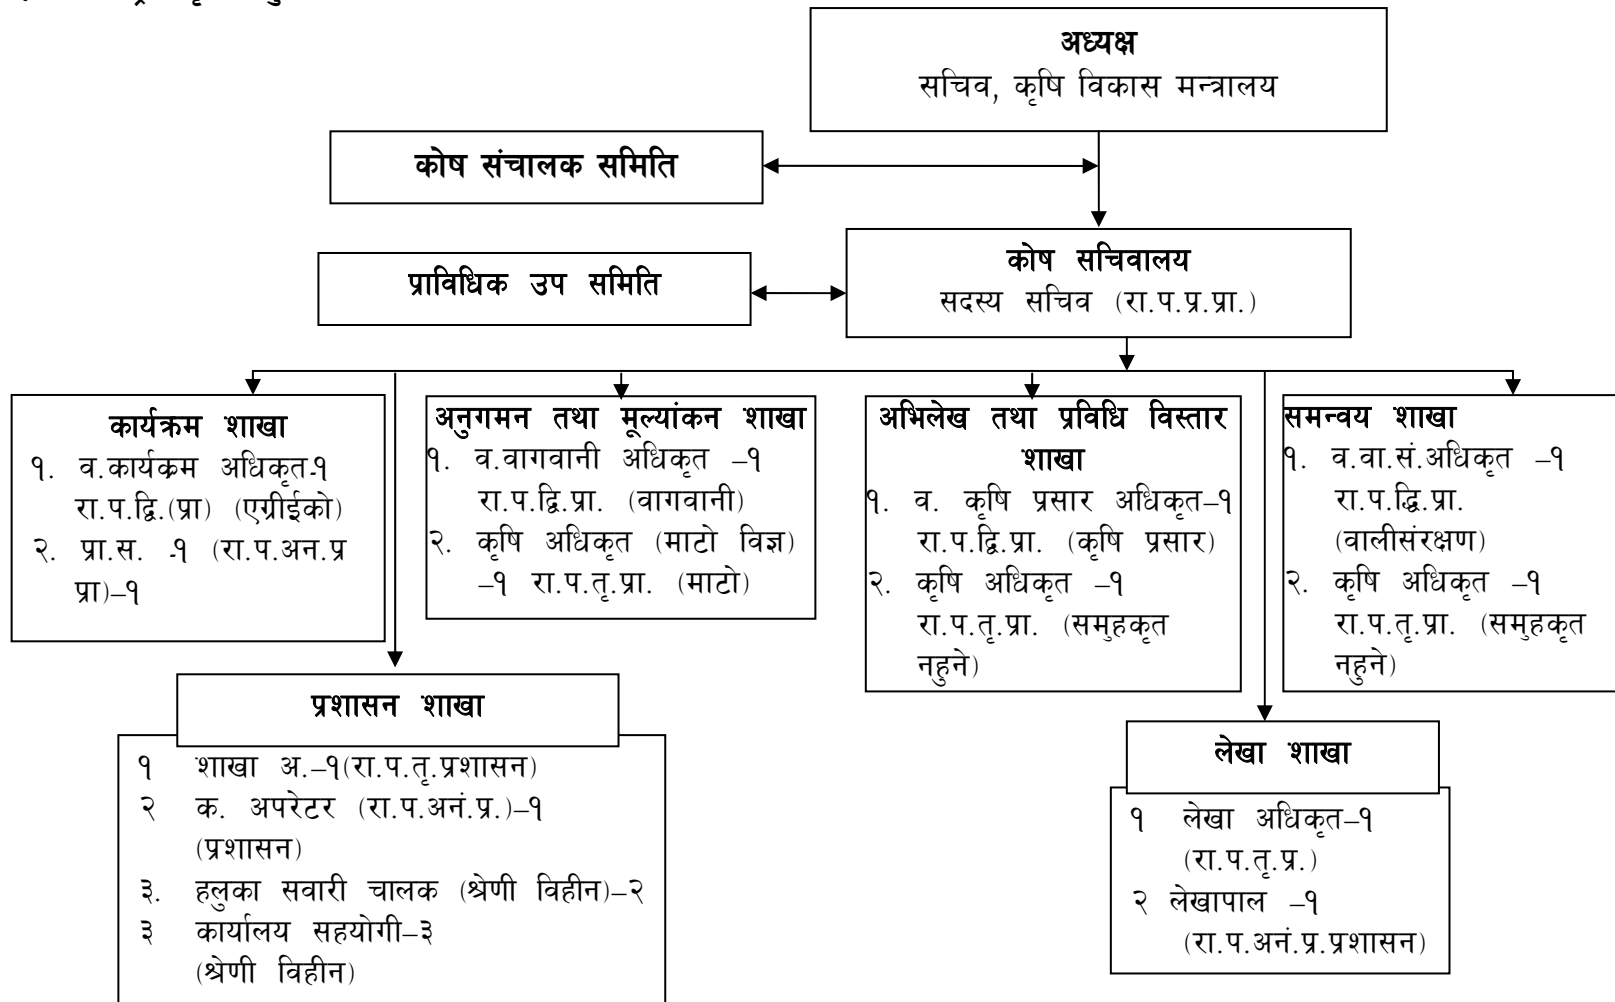 अध्यक्ष
सचिव, कृषि विकास मन्त्रालय
कोष संचालक समिति
कोष सचिवालय
सदस्य सचिव (रा.प.प्र.प्रा.)
प्राविधिक उप समिति
कार्यक्रम शाखा
१. व.कार्यक्रम अधिकृत-१
रा.प.द्वि.(प्रा) (एग्रीईको)
२. प्रा.स. -१ (रा.प.अन.प्र
प्रा)–१
अनुगमन तथा मूल्यांकन शाखा
१. व.वागवानी अधिकृत –१
रा.प.द्वि.प्रा. (वागवानी)
२. कृषि अधिकृत (माटो विज्ञ)
–१ रा.प.तृ.प्रा. (माटो)
अभिलेख तथा प्रविधि विस्तार
शाखा
१. व. कृषि प्रसार अधिकृत–१
रा.प.द्वि.प्रा. (कृषि प्रसार)
२. कृषि अधिकृत –१
रा.प.तृ.प्रा. (समुहकृत
नहुने)
समन्वय शाखा
१. व.वा.सं.अधिकृत –१
रा.प.द्धि.प्रा.
(वालीसंरक्षण)
२. कृषि अधिकृत –१
रा.प.तृ.प्रा. (समुहकृत
नहुने)
प्रशासन शाखा
१ शाखा अ.–१(रा.प.तृ.प्रशासन)
२ क. अपरेटर (रा.प.अनं.प्र.)–१
(प्रशासन)
३. हलुका सवारी चालक (श्रेणी विहीन)–२
३ कार्यालय सहयोगी–३
(श्रेणी विहीन)
लेखा शाखा
१ लेखा अधिकृत–१
(रा.प.तृ.प्र.)
२ लेखापाल –१
(रा.प.अनं.प्र.प्रशासन)